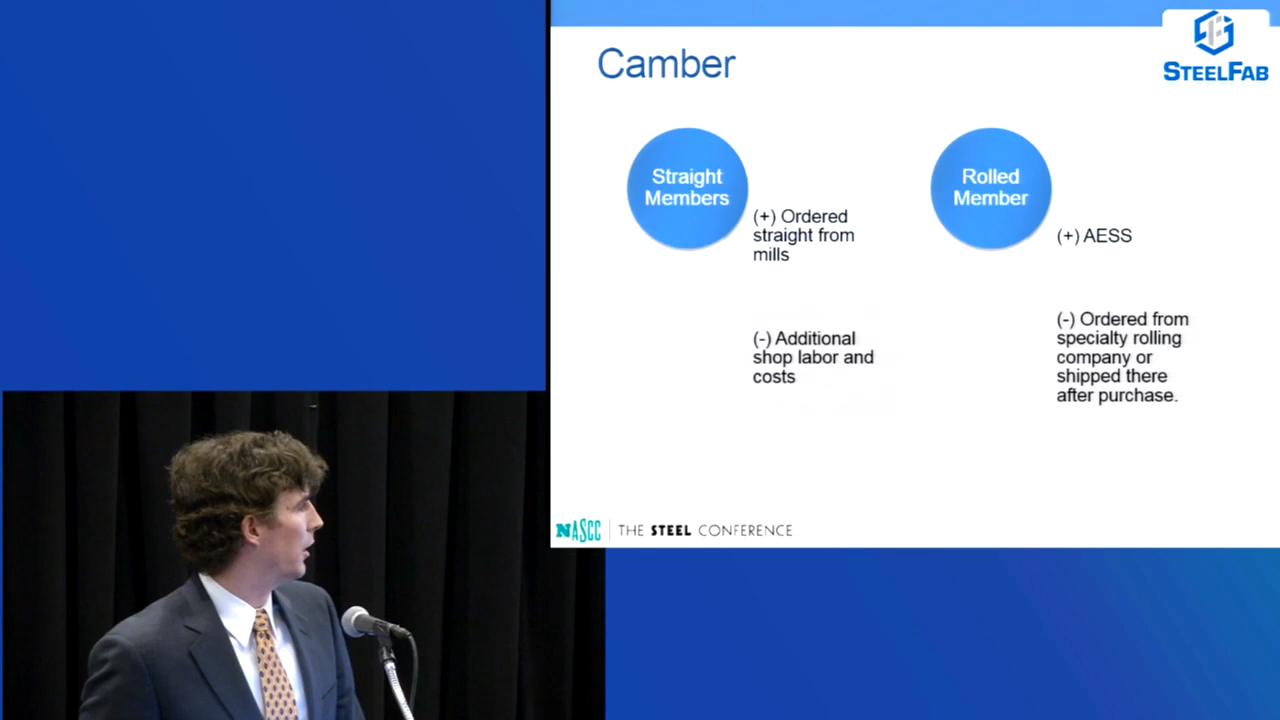 STEELFAB
Camber
Straight
Members
(+) Ordered
straight from
mills
(-) Additional
shop labor and
costs
Rolled
Member
(+) AESS
(-) Ordered from
specialty rolling
company or
shipped there
after purchase.
NASCC THE STEEL CONFERENCE